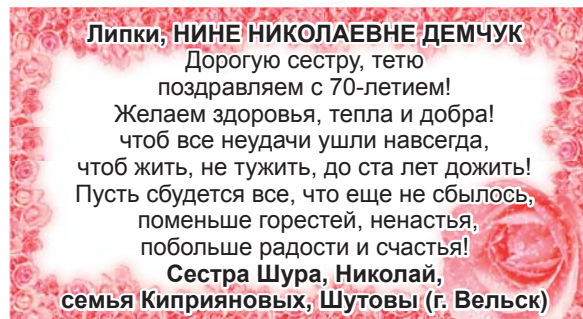 Липки, НИНЕ НИКОЛАЕВНЕ ДЕМЧУК
Дорогую сестру, тетю
поздравляем с 70-летием!
Желаем здоровья, тепла и добра!
чтоб все неудачи ушли навсегда,
чтоб жить, не тужить, до ста лет дожить!
Пусть сбудется все, что еще не сбылось,
поменьше горестей, ненастья,
побольше радости и счастья!
Сестра Шура, Николай,
семья Киприяновых, Шутовы (г. Вельск)